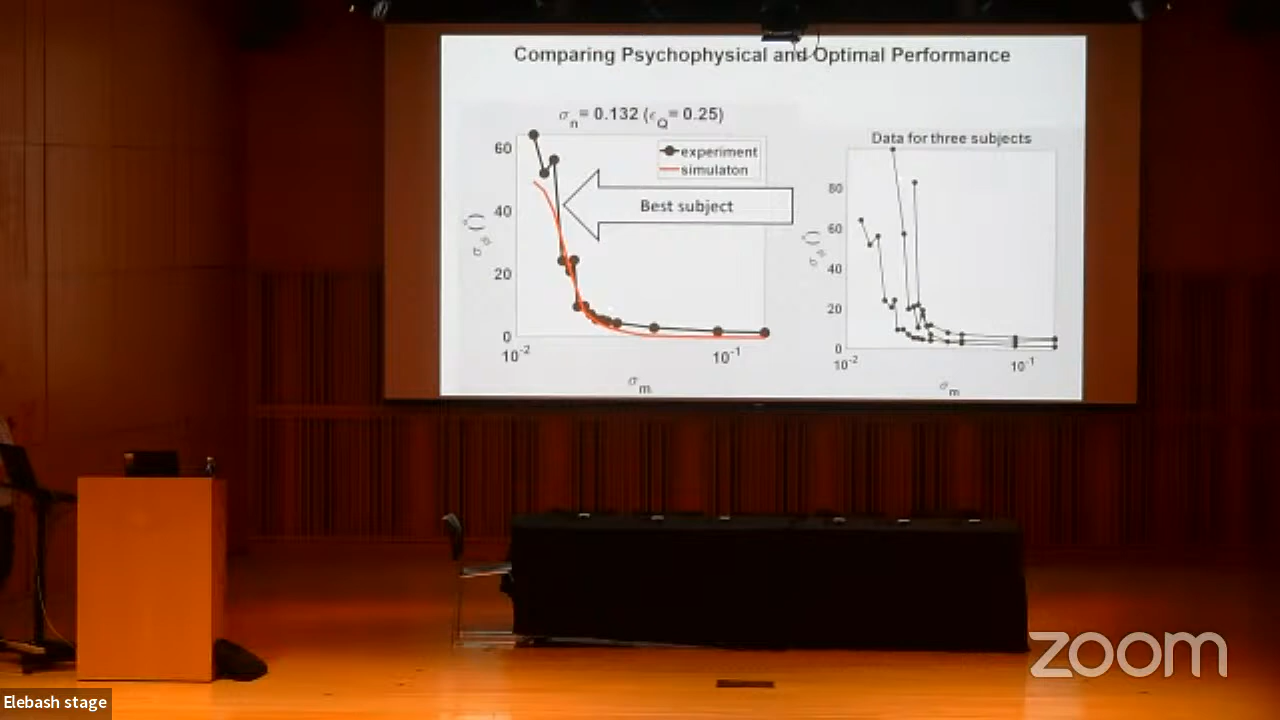 Comparing Psychophysical and Optimal Performance
σn = 0.132 (ϵQ = 0.25)
60
40
20
0
10-2
10-1
σm
experiment
simulaton
Best subject
Data for three subjects
80
60
40
20
0
10-2
10-1
σm
Elebash stage
zoom